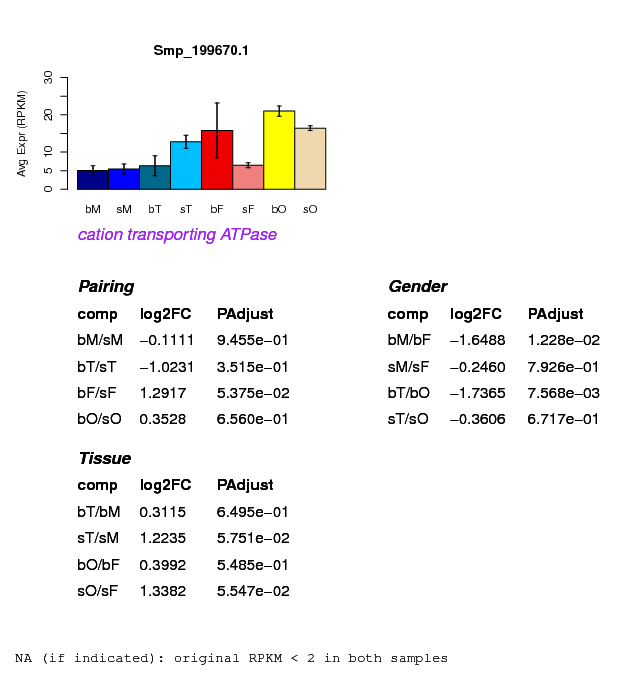 Smp_199670.1
Avg Expr (RPKM)
30
20
10
5
0
bM sM bT sT bF sF bO sO
cation transporting ATPase
Pairing
comp log2FC PAdjust
bM/sM −0.1111 9.455e−01
bT/sT −1.0231 3.515e−01
bF/sF 1.2917 5.375e−02
bO/sO 0.3528 6.560e−01
Gender
comp log2FC PAdjust
bM/bF −1.6488 1.228e−02
sM/sF −0.2460 7.926e−01
bT/bO −1.7365 7.568e−03
sT/sO −0.3606 6.717e−01
Tissue
comp log2FC PAdjust
bT/bM 0.3115 6.495e−01
sT/sM 1.2235 5.751e−02
bO/bF 0.3992 5.485e−01
sO/sF 1.3382 5.547e−02
NA (if indicated): original RPKM < 2 in both samples